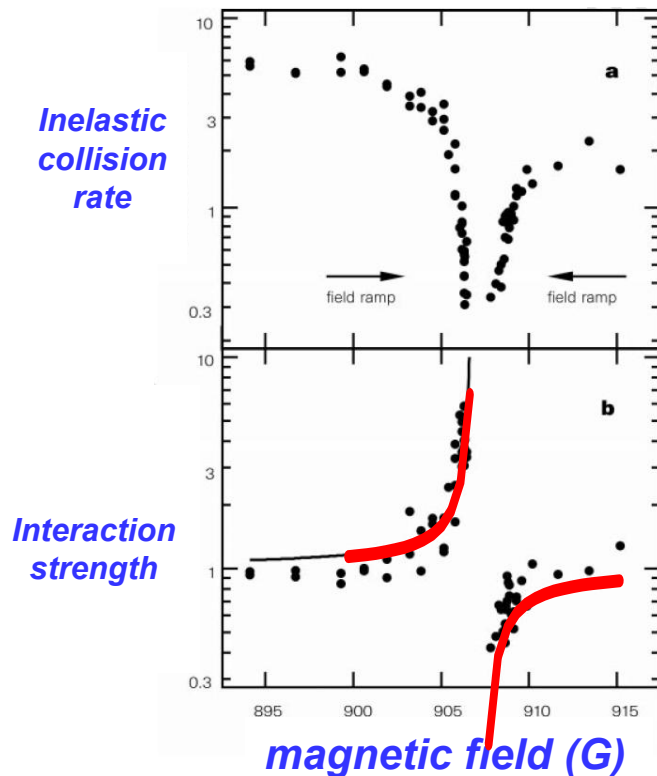 10
a
Inelastic
collision
rate
3
1
field ramp
field ramp
0.3
10
b
3
Interaction
strength
1
0.3
895
900
905
910
915
magnetic field (G)